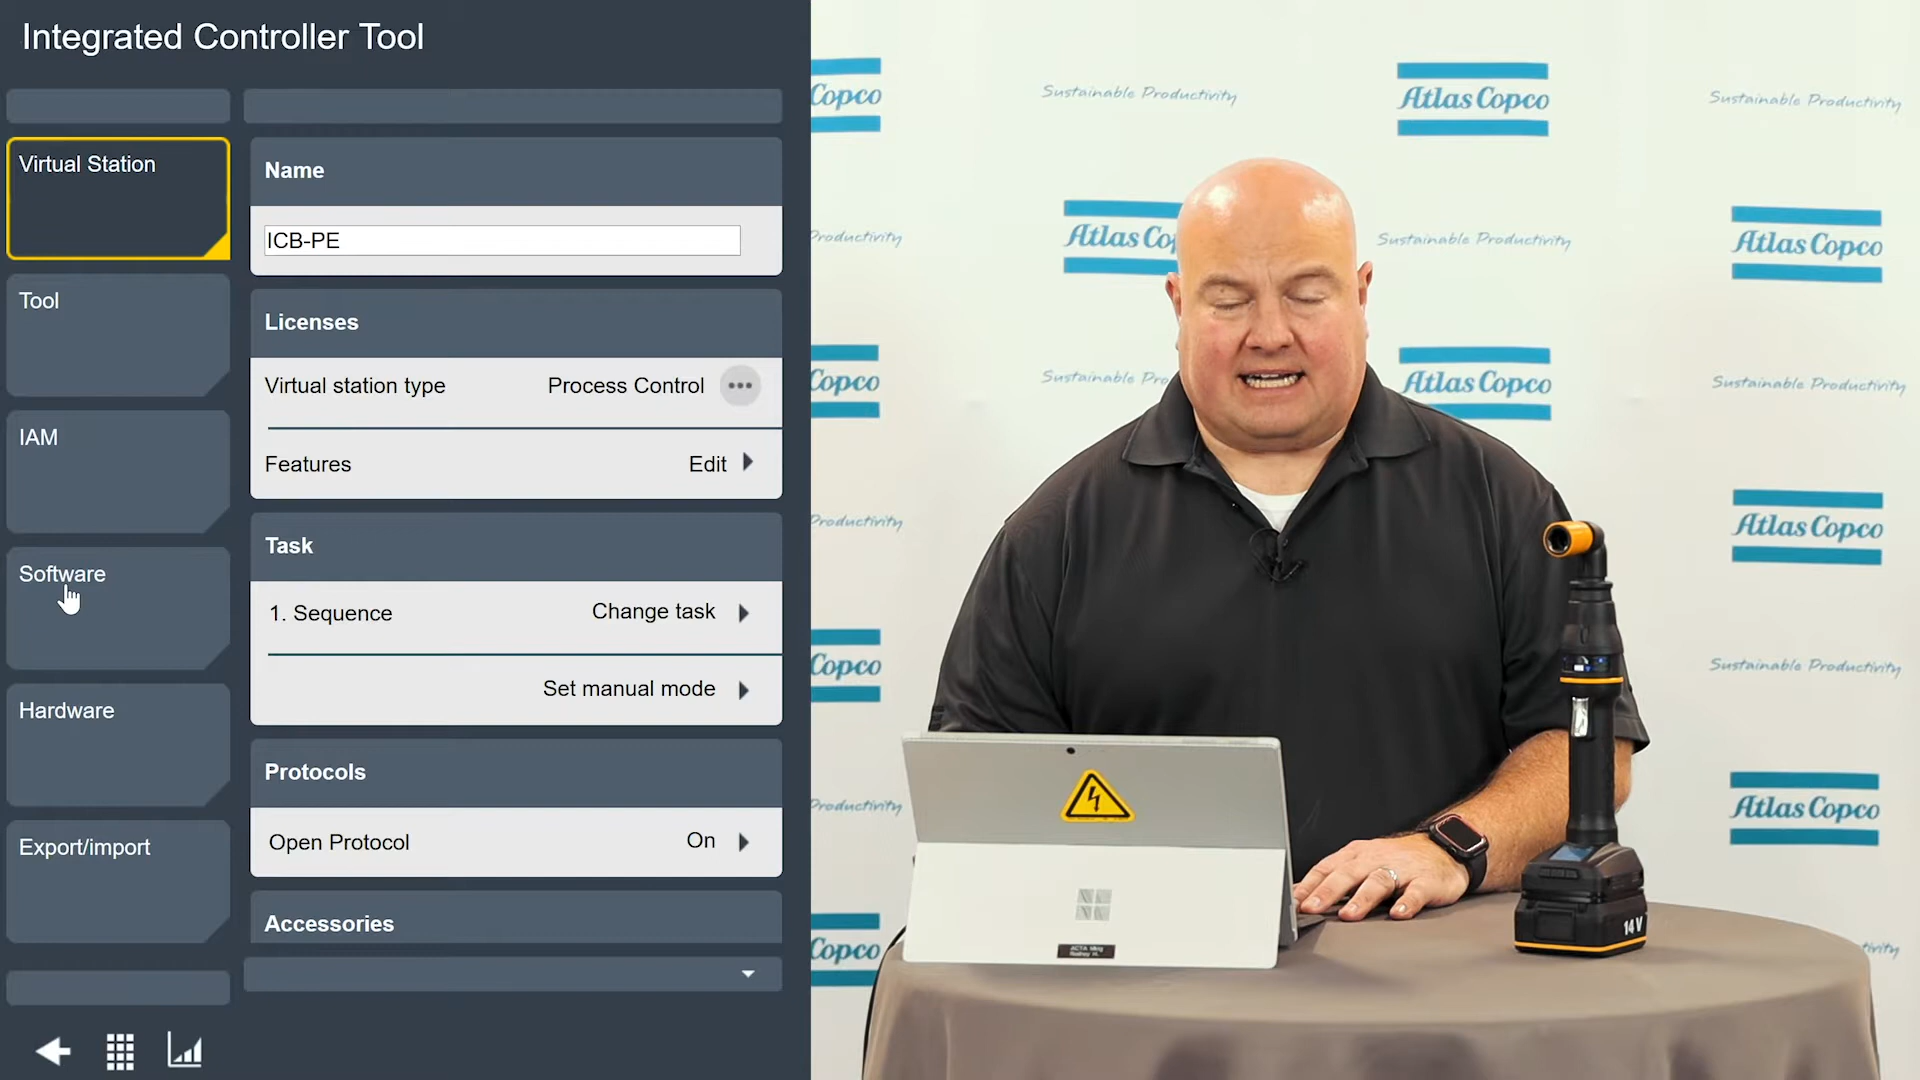 Integrated Controller Tool
Virtual Station
Tool
IAM
Software
Hardware
Export/import
Name
ICB-PE
Licenses
Virtual station type Process Control
Features Edit
Task
1. Sequence Change task
Set manual mode
Protocols
Open Protocol On
Accessories
Copco
Sustainable Productivity
Atlas Copco
Sustainable Productivity
Productivity
Atlas Co
Sustainable Productivity
Atlas Copco
Copco
Sustainable Pro
Atlas Copco
Sustainable Productivity
Productivity
Atlas Copco
Copco
Sustainable Productivity
Productivity
Atlas Copco
Copco
14 V